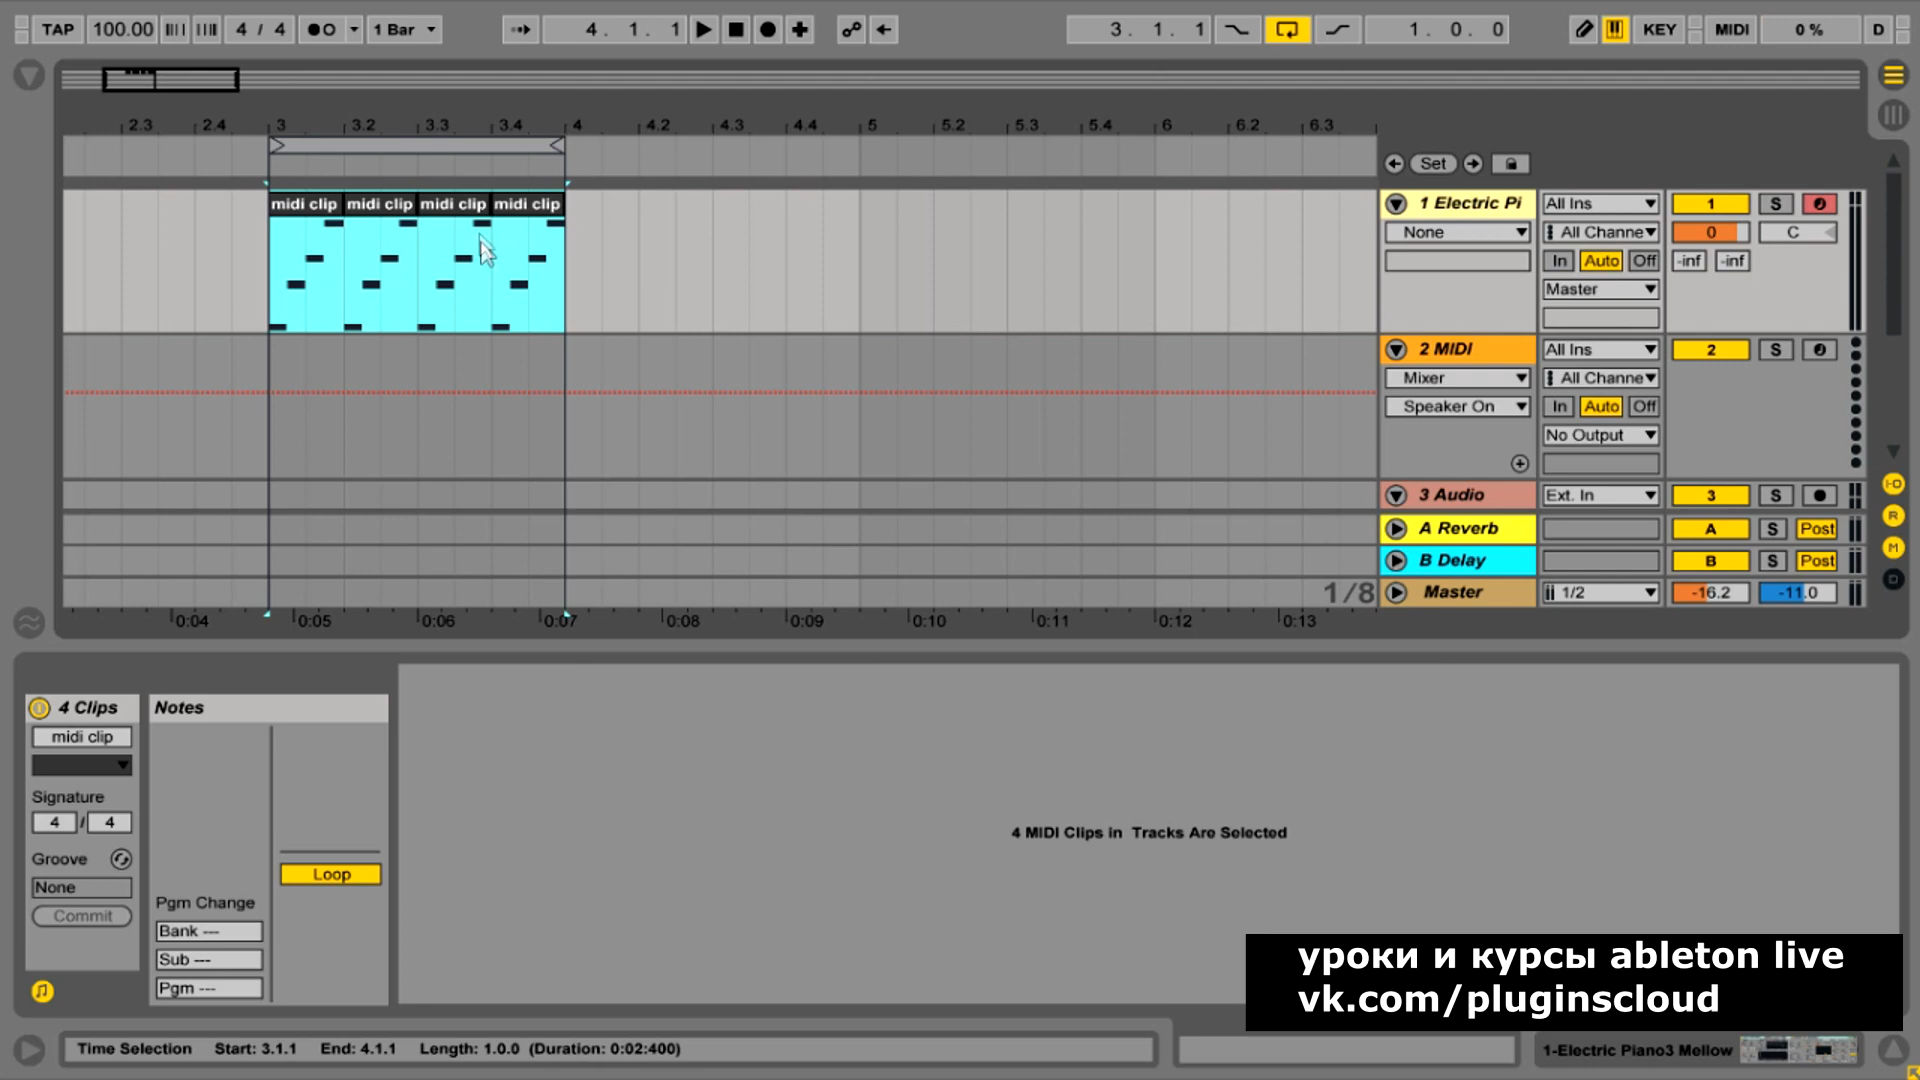 TAP 100.00 4 / 4 1 Bar 4. 1. 1 3. 1. 1 1. 0. 0 KEY MIDI 0 % D
2.3 2.4 3 3.2 3.3 3.4 4 4.2 4.3 4.4 5 5.2 5.3 5.4 6 6.2 6.3
Set
midi clip midi clip midi clip midi clip
1 Electric Pi All Ins 1 S
None All Channe 0 C
In Auto Off -inf -inf
Master
2 MIDI All Ins 2 S
Mixer All Channe
Speaker On In Auto Off
No Output
3 Audio Ext. In 3 S
A Reverb A S Post
B Delay B S Post
1/8 Master 1/2 -16.2 -11.0
0:04 0:05 0:06 0:07 0:08 0:09 0:10 0:11 0:12 0:13
I-O
R
M
D
4 Clips
midi clip
Signature
4 / 4
Groove
None
Commit
Notes
Loop
Pgm Change
Bank ---
Sub ---
Pgm ---
4 MIDI Clips in Tracks Are Selected
уроки и курсы ableton live
vk.com/pluginscloud
Time Selection Start: 3.1.1 End: 4.1.1 Length: 1.0.0 (Duration: 0:02:400)
1-Electric Piano3 Mellow